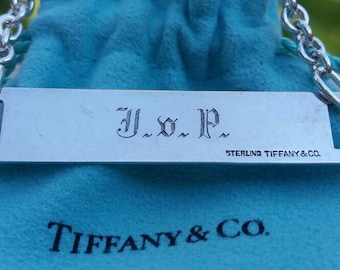 J.v.P.
STERLING TIFFANY&CO.
TIFFANY & CO.